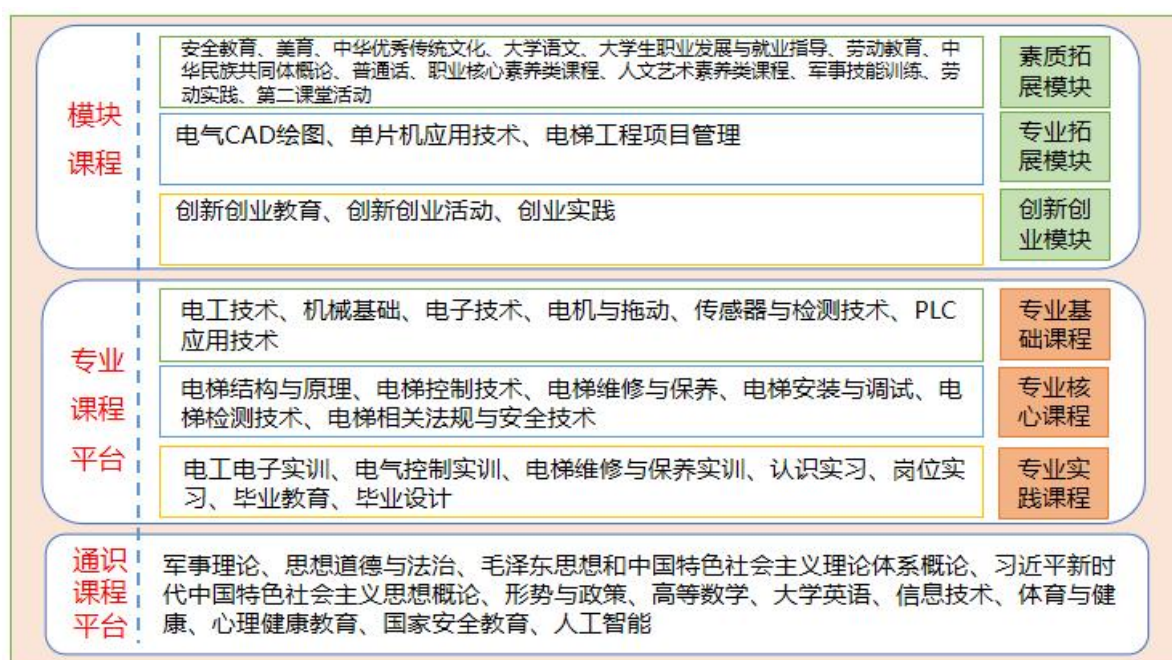 模块
课程
安全教育、美育、中华优秀传统文化、大学语文、大学生职业发展与就业指导、劳动教育、中
华民族共同体概论、普通话、职业核心素养类课程、人文艺术素养类课程、军事技能训练、劳
动实践、第二课堂活动
素质拓
展模块
电气CAD绘图、单片机应用技术、电梯工程项目管理
专业拓
展模块
创新创业教育、创新创业活动、创业实践
创新创
业模块
专业
课程
平台
电工技术、机械基础、电子技术、电机与拖动、传感器与检测技术、PLC
应用技术
专业基
础课程
电梯结构与原理、电梯控制技术、电梯维修与保养、电梯安装与调试、电
梯检测技术、电梯相关法规与安全技术
专业核
心课程
电工电子实训、电气控制实训、电梯维修与保养实训、认识实习、岗位实
习、毕业教育、毕业设计
专业实
践课程
通识
课程
平台
军事理论、思想道德与法治、毛泽东思想和中国特色社会主义理论体系概论、习近平新时
代中国特色社会主义思想概论、形势与政策、高等数学、大学英语、信息技术、体育与健
康、心理健康教育、国家安全教育、人工智能